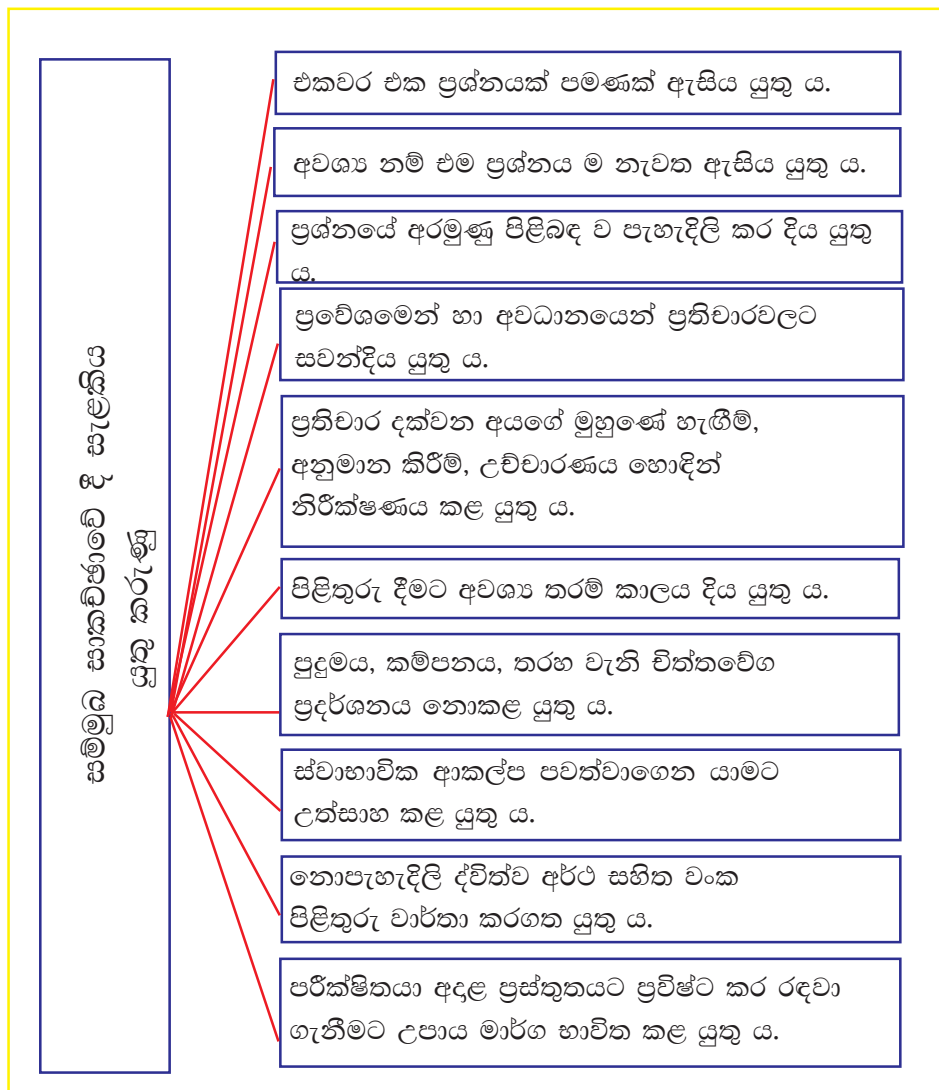 සම්මුඛ සාකච්ඡාවේ දී සැළකිය
යුතු කරුණු
එකවර එක ප්‍රශ්නයක් පමණක් ඇසිය යුතු ය.
අවශ්‍ය නම් එම ප්‍රශ්නය ම නැවත ඇසිය යුතු ය.
ප්‍රශ්නයේ අරමුණු පිළිබඳ ව පැහැදිලි කර දිය යුතු
ය.
ප්‍රවේශමෙන් හා අවධානයෙන් ප්‍රතිචාරවලට
සවන්දිය යුතු ය.
ප්‍රතිචාර දක්වන අයගේ මුහුණේ හැඟීම්,
අනුමාන කිරීම්, උච්චාරණය හොඳින්
නිරීක්ෂණය කළ යුතු ය.
පිළිතුරු දීමට අවශ්‍ය තරම් කාලය දිය යුතු ය.
පුදුමය, කම්පනය, තරහ වැනි චිත්තවේග
ප්‍රදර්ශනය නොකළ යුතු ය.
ස්වාභාවික ආකල්ප පවත්වාගෙන යාමට
උත්සාහ කළ යුතු ය.
නොපැහැදිලි ද්විත්ව අර්ථ සහිත වංක
පිළිතුරු වාර්තා කරගත යුතු ය.
පරීක්ෂිතයා අදාළ ප්‍රස්තුතයට ප්‍රවිෂ්ට කර රඳවා
ගැනීමට උපාය මාර්ග භාවිත කළ යුතු ය.